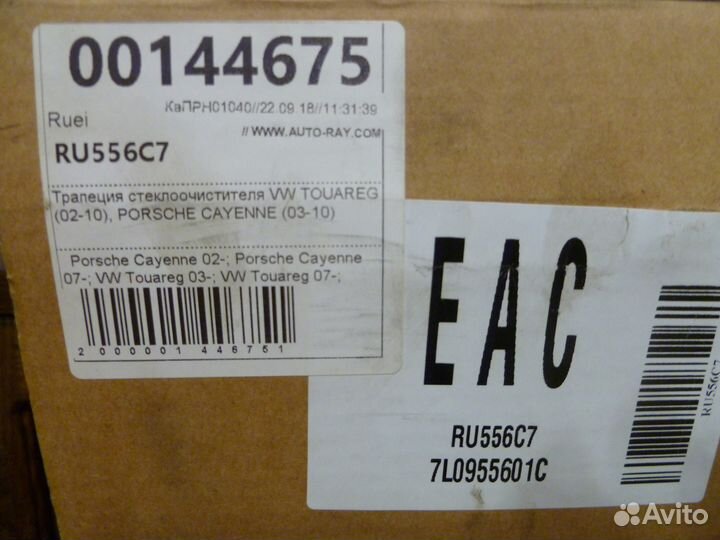 00144675
КаПРН01040//22.09.18//11:31:39
Ruei
// WWW.AUTO-RAY.COM
RU556C7
Трапеция стеклоочистителя VW TOUAREG
(02-10), PORSCHE CAYENNE (03-10)
Porsche Cayenne 02-; Porsche Cayenne
07-; VW Touareg 03-; VW Touareg 07-;
2 000001 446751
EAC
RU556C7
7L0955601C
RU556C7
Avito